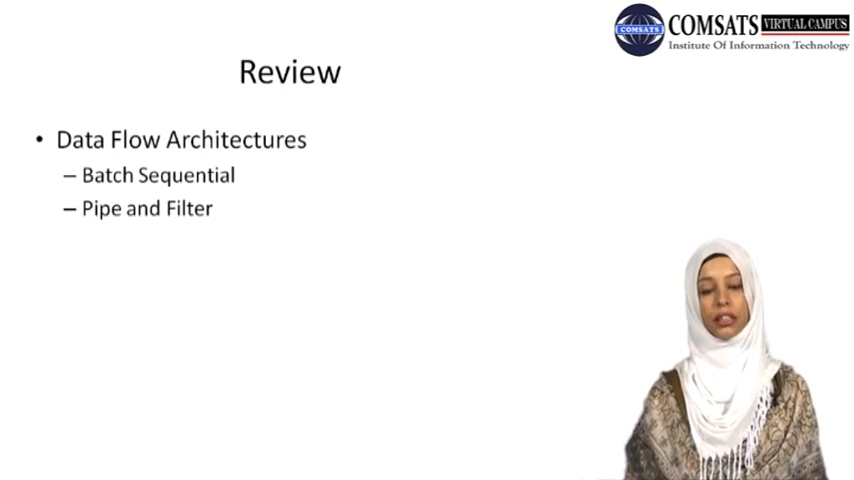 COMSATS VIRTUAL CAMPUS
COMSATS
Institute Of Information Technology
Review
• Data Flow Architectures
– Batch Sequential
– Pipe and Filter